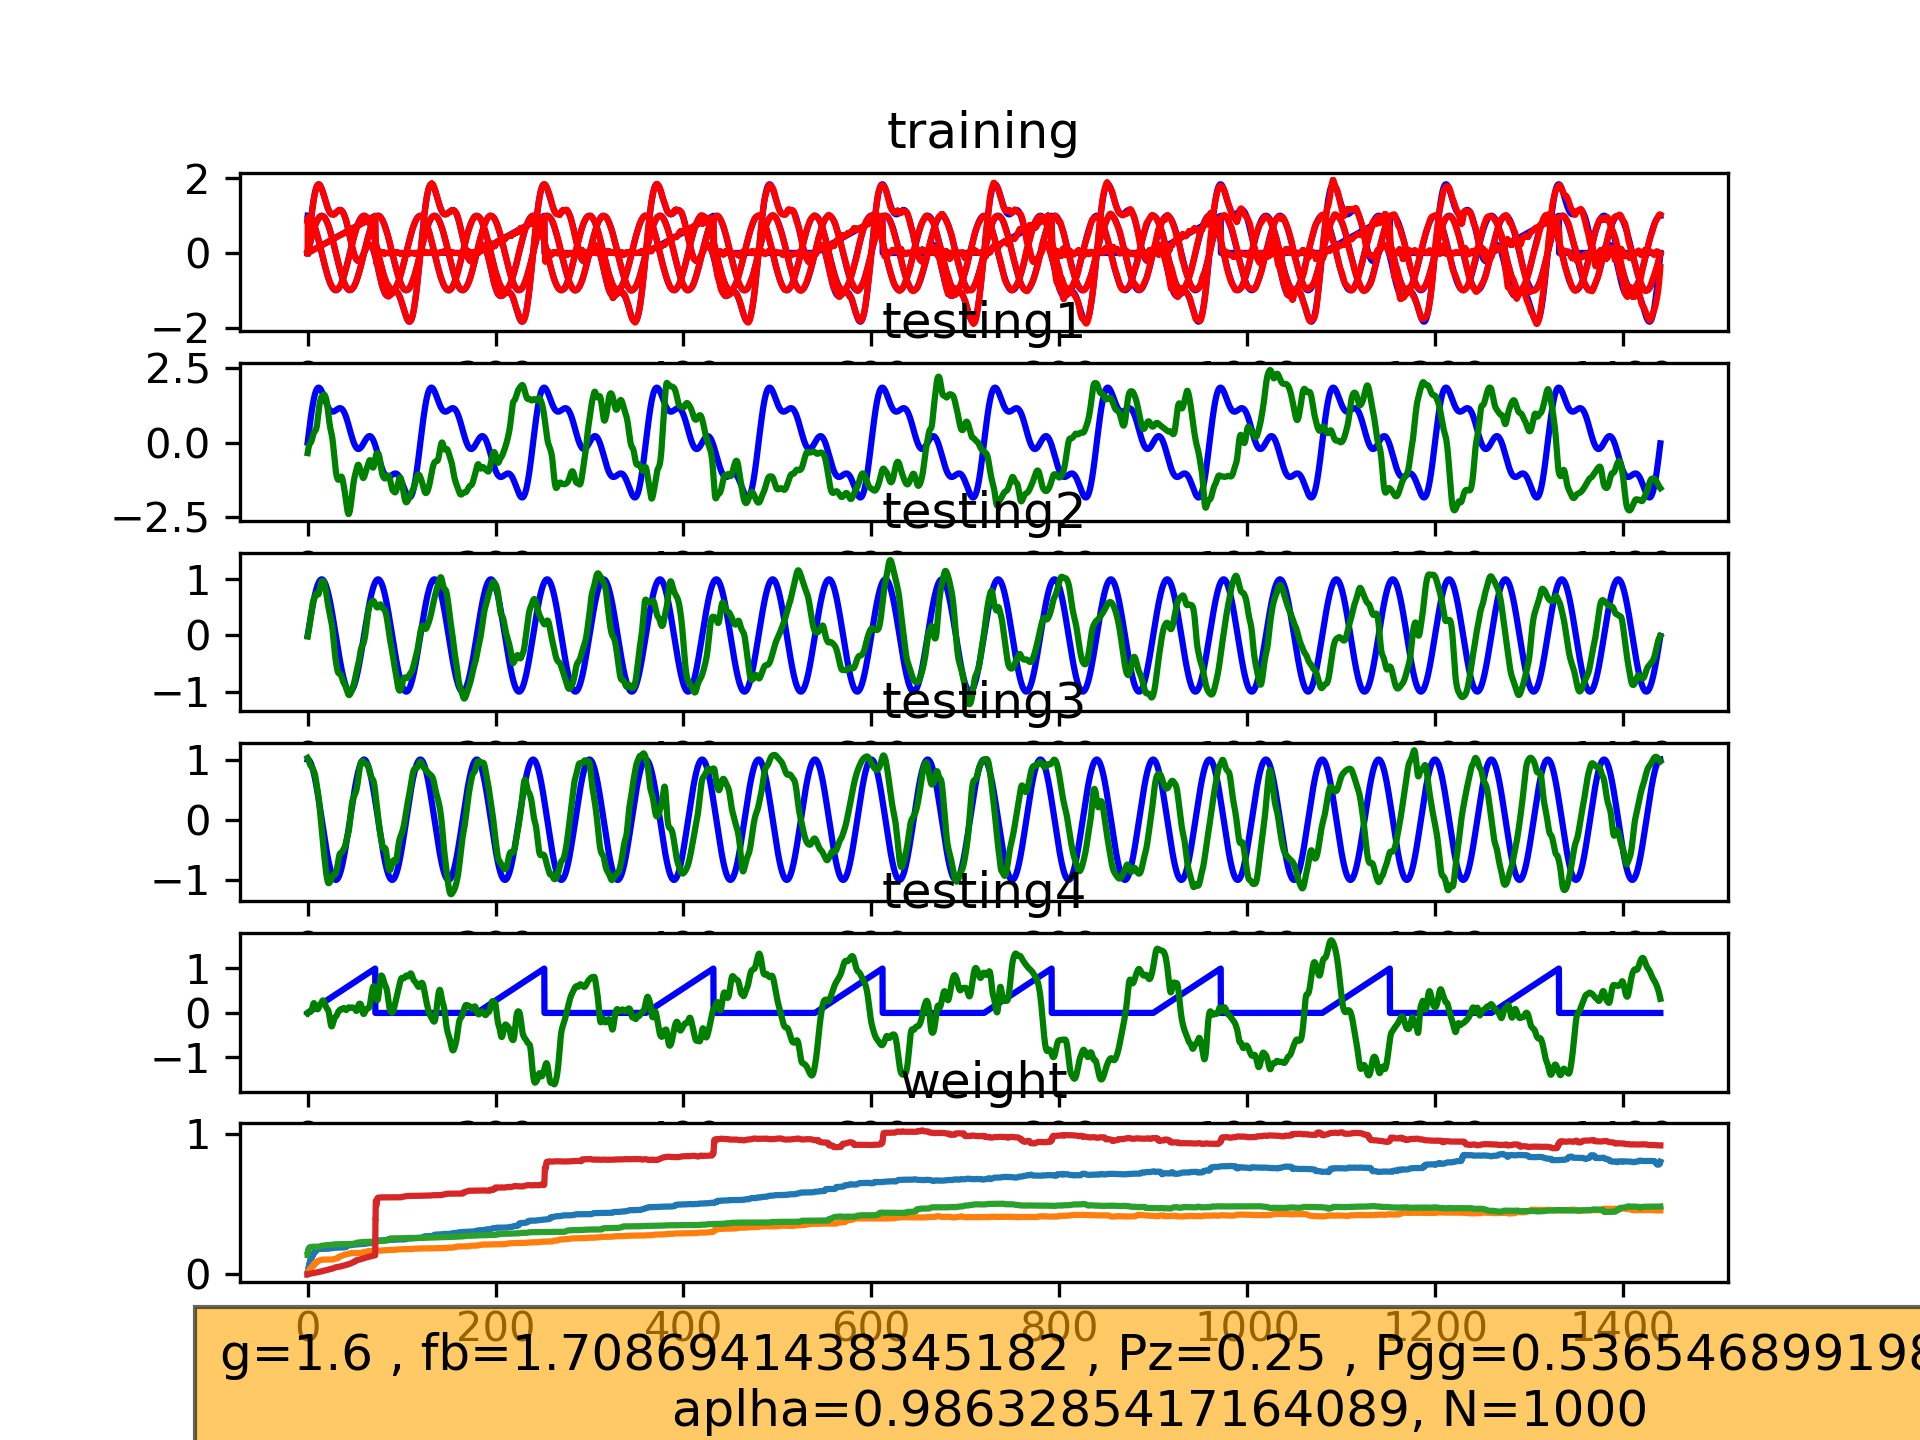 training
2
0
−2
testing1
2.5
0.0
−2.5
testing2
1
0
−1
testing3
1
0
−1
testing4
1
0
−1
weight
1
0
0 200 400 600 800 1000 1200 1400
g=1.6 , fb=1.7086941438345182 , Pz=0.25 , Pgg=0.536546899198
aplha=0.9863285417164089, N=1000